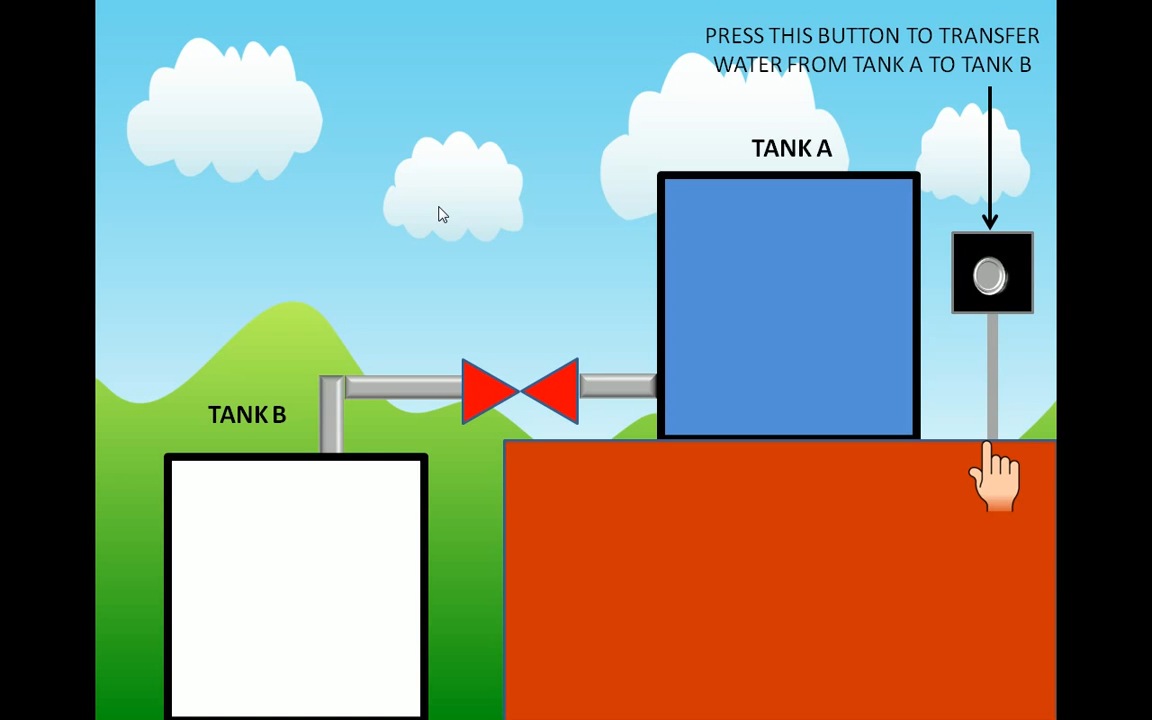 PRESS THIS BUTTON TO TRANSFER
WATER FROM TANK A TO TANK B
TANK A
TANK B